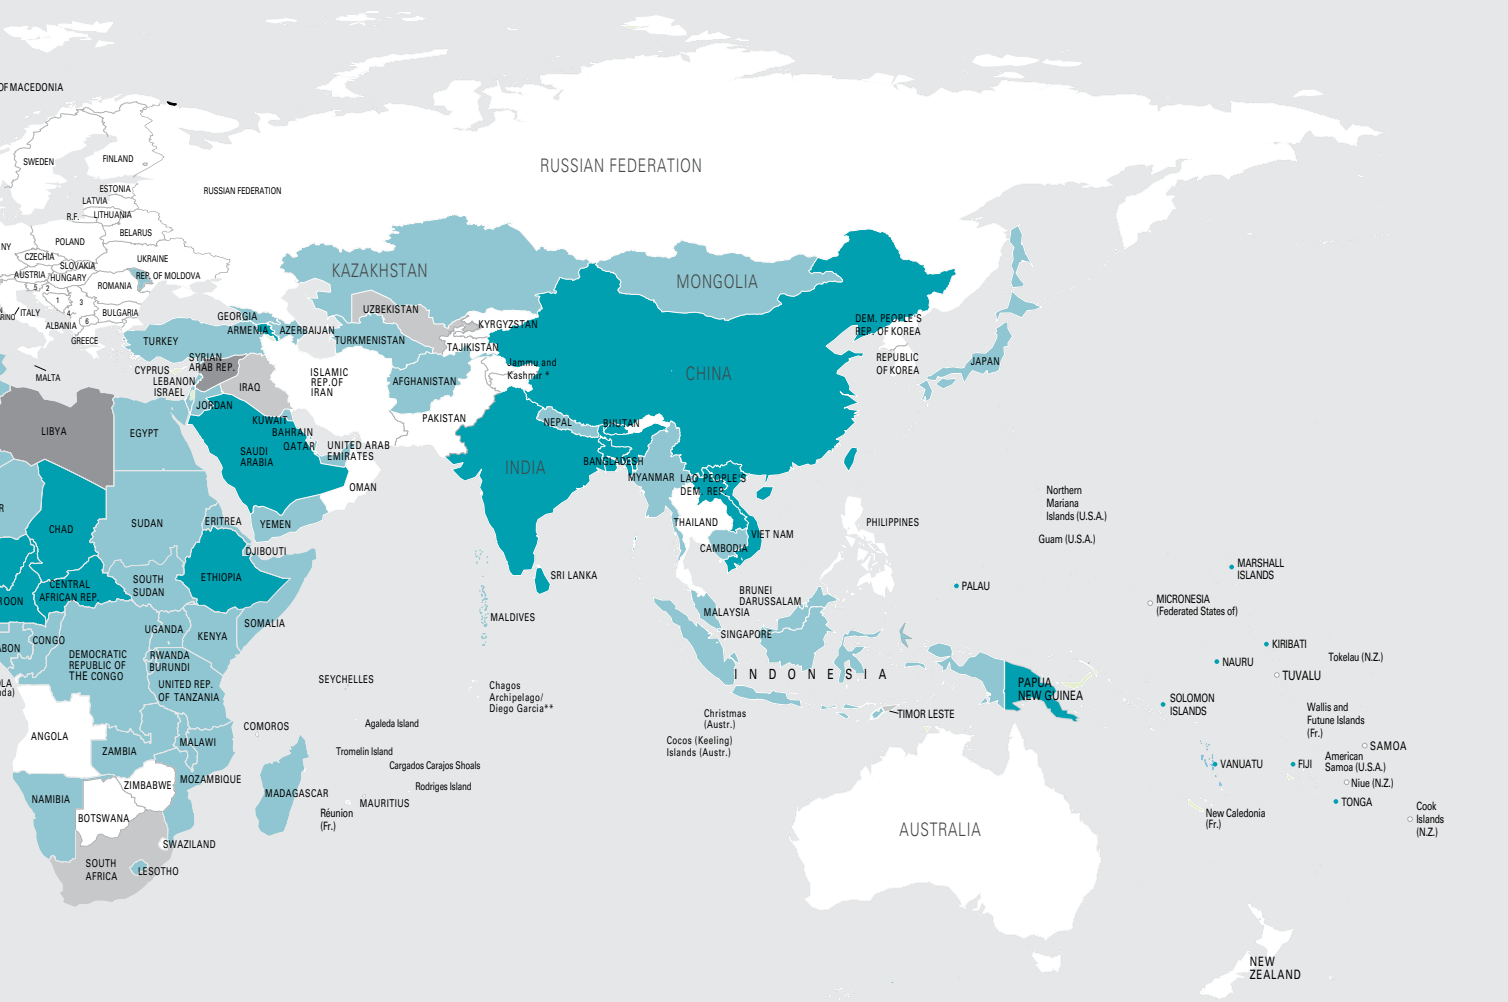 OF MACEDONIA
SWEDEN
FINLAND
RUSSIAN FEDERATION
RUSSIAN FEDERATION
ESTONIA
LATVIA
R.F.
LITHUANIA
BELARUS
POLAND
NY
CZECHIA
UKRAINE
SLOVAKIA
AUSTRIA
HUNGARY
REP. OF MOLDOVA
5
2
ROMANIA
1
3
ITALY
4
6
BULGARIA
ALBANIA
GREECE
MALTA
KAZAKHSTAN
MONGOLIA
UZBEKISTAN
GEORGIA
ARMENIA
AZERBAIJAN
KYRGYZSTAN
TURKEY
TURKMENISTAN
TAJIKISTAN
DEM. PEOPLE'S
REP. OF KOREA
REPUBLIC
OF KOREA
JAPAN
CHINA
SYRIAN
ARAB REP.
CYPRUS
LEBANON
ISRAEL
IRAQ
JORDAN
ISLAMIC
REP.OF
IRAN
AFGHANISTAN
Jammu and
Kashmir *
PAKISTAN
NEPAL
BHUTAN
KUWAIT
BAHRAIN
QATAR
UNITED ARAB
EMIRATES
LIBYA
EGYPT
SAUDI
ARABIA
OMAN
INDIA
BANGLADESH
MYANMAR
LAO PEOPLE'S
DEM. REP.
THAILAND
CAMBODIA
VIET NAM
PHILIPPINES
R
CHAD
SUDAN
ERITREA
YEMEN
DJIBOUTI
ETHIOPIA
CENTRAL
AFRICAN REP.
SOUTH
SUDAN
ROON
SRI LANKA
MALDIVES
Northern
Mariana
Islands (U.S.A.)
Guam (U.S.A.)
MARSHALL
ISLANDS
PALAU
MICRONESIA
(Federated States of)
BRUNEI
DARUSSALAM
MALAYSIA
SINGAPORE
INDONESIA
ABON
CONGO
UGANDA
KENYA
SOMALIA
DEMOCRATIC
REPUBLIC OF
THE CONGO
RWANDA
BURUNDI
UNITED REP.
OF TANZANIA
SEYCHELLES
Chagos
Archipelago/
Diego Garcia**
KIRIBATI
NAURU
Tokelau (N.Z.)
TUVALU
PAPUA
NEW GUINEA
SOLOMON
ISLANDS
TIMOR LESTE
Christmas
(Austr.)
Cocos (Keeling)
Islands (Austr.)
Wallis and
Futune Islands
(Fr.)
SAMOA
American
Samoa (U.S.A.)
VANUATU
FIJI
Niue (N.Z.)
TONGA
Cook
Islands
(N.Z.)
New Caledonia
(Fr.)
ANGOLA
COMOROS
Agaleda Island
Tromelin Island
Cargados Carajos Shoals
Rodriges Island
ZAMBIA
MALAWI
MOZAMBIQUE
ZIMBABWE
MADAGASCAR
MAURITIUS
Réunion
(Fr.)
NAMIBIA
BOTSWANA
SWAZILAND
SOUTH
AFRICA
LESOTHO
AUSTRALIA
NEW
ZEALAND